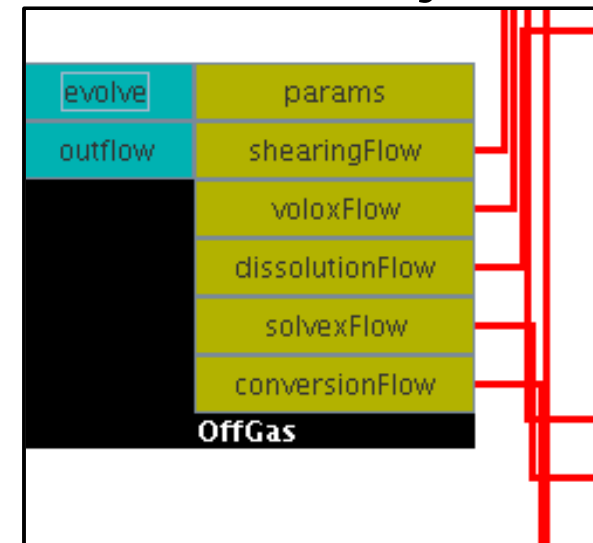 evolve params
outflow shearingFlow
voloxFlow
dissolutionFlow
solvexFlow
conversionFlow
OffGas